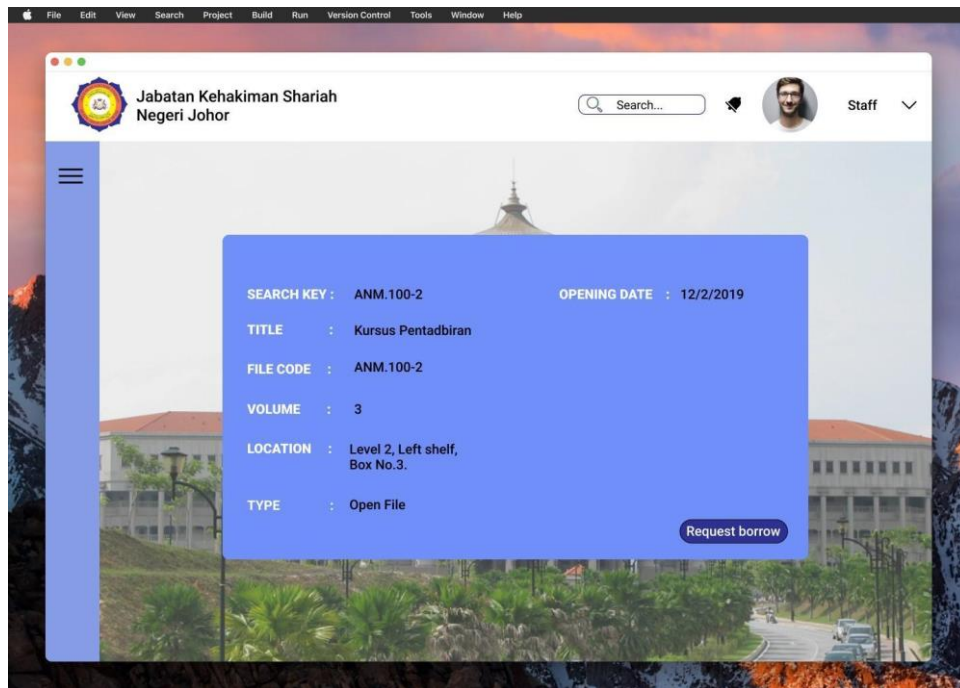 File Edit View Search Project Build Run Version Control Tools Window Help
Jabatan Kehakiman Shariah
Negeri Johor
Search...
Staff
SEARCH KEY : ANM.100-2
OPENING DATE : 12/2/2019
TITLE : Kursus Pentadbiran
FILE CODE : ANM.100-2
VOLUME : 3
LOCATION : Level 2, Left shelf,
Box No.3.
TYPE : Open File
Request borrow